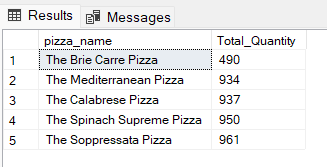 Results Messages
pizza_name Total_Quantity
1 The Brie Carre Pizza 490
2 The Mediterranean Pizza 934
3 The Calabrese Pizza 937
4 The Spinach Supreme Pizza 950
5 The Soppressata Pizza 961